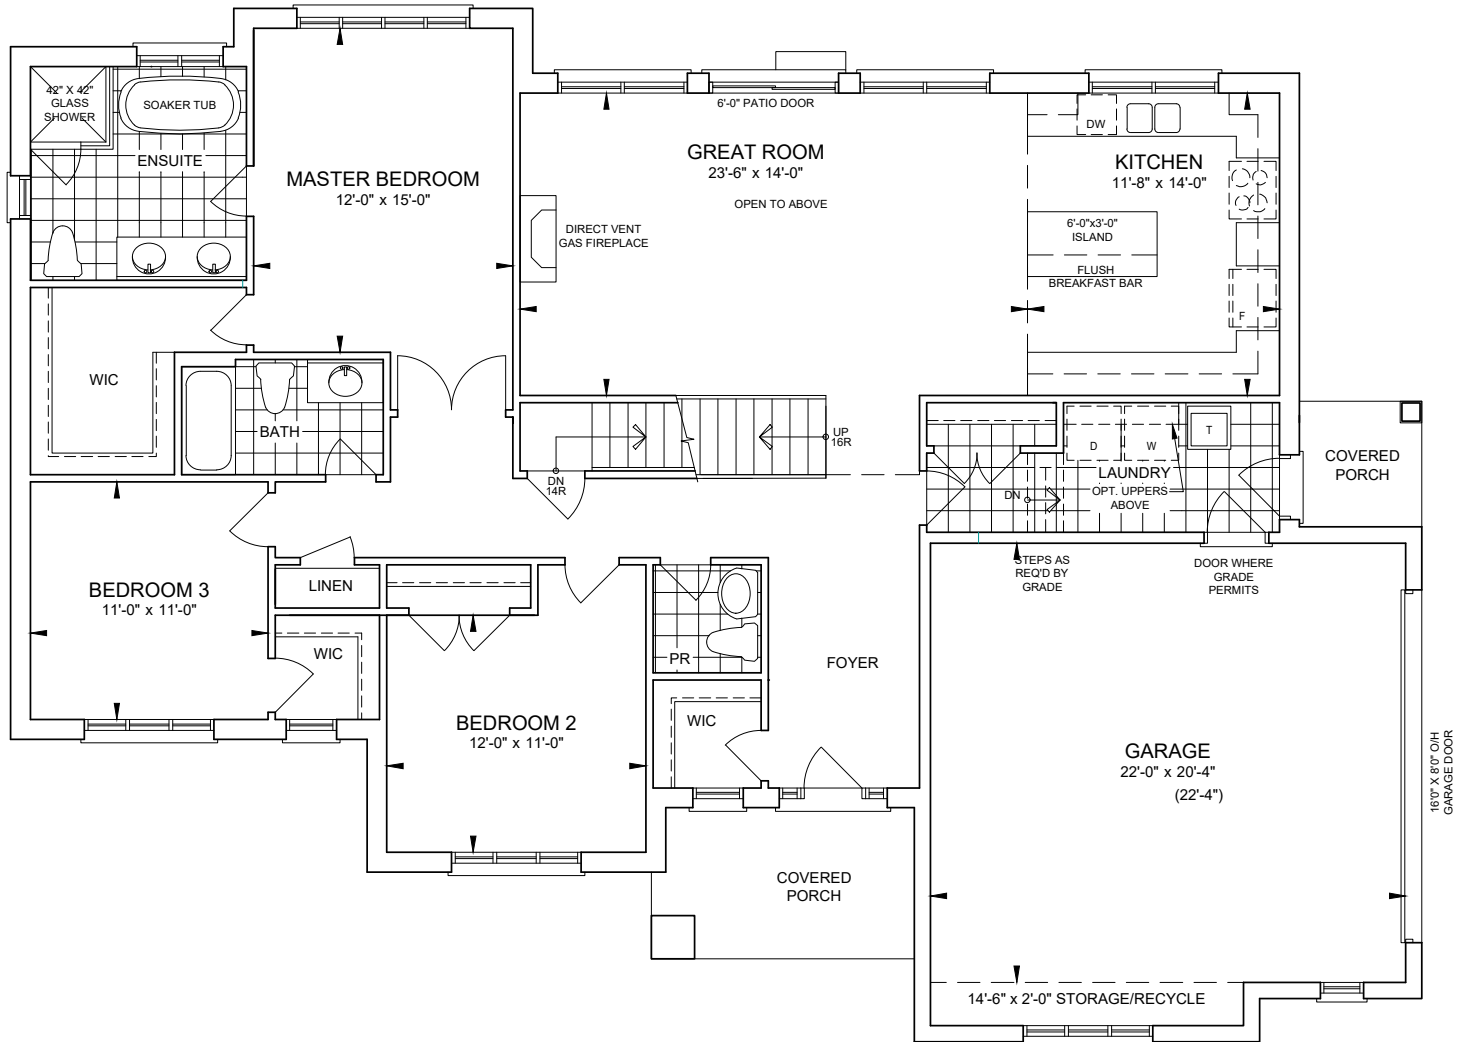 42" X 42"
GLASS
SHOWER
SOAKER TUB
ENSUITE
MASTER BEDROOM
12'-0" x 15'-0"
6'-0" PATIO DOOR
GREAT ROOM
23'-6" x 14'-0"
OPEN TO ABOVE
DIRECT VENT
GAS FIREPLACE
DW
KITCHEN
11'-8" x 14'-0"
6'-0"x3'-0"
ISLAND
FLUSH
BREAKFAST BAR
F
WIC
BATH
DN
14R
UP
16R
D
W
T
LAUNDRY
OPT. UPPERS
ABOVE
DN
COVERED
PORCH
BEDROOM 3
11'-0" x 11'-0"
LINEN
WIC
BEDROOM 2
12'-0" x 11'-0"
PR
WIC
FOYER
STEPS AS
REQ'D BY
GRADE
DOOR WHERE
GRADE
PERMITS
GARAGE
22'-0" x 20'-4"
(22'-4")
16'0" X 8'0" O/H
GARAGE DOOR
COVERED
PORCH
14'-6" x 2'-0" STORAGE/RECYCLE